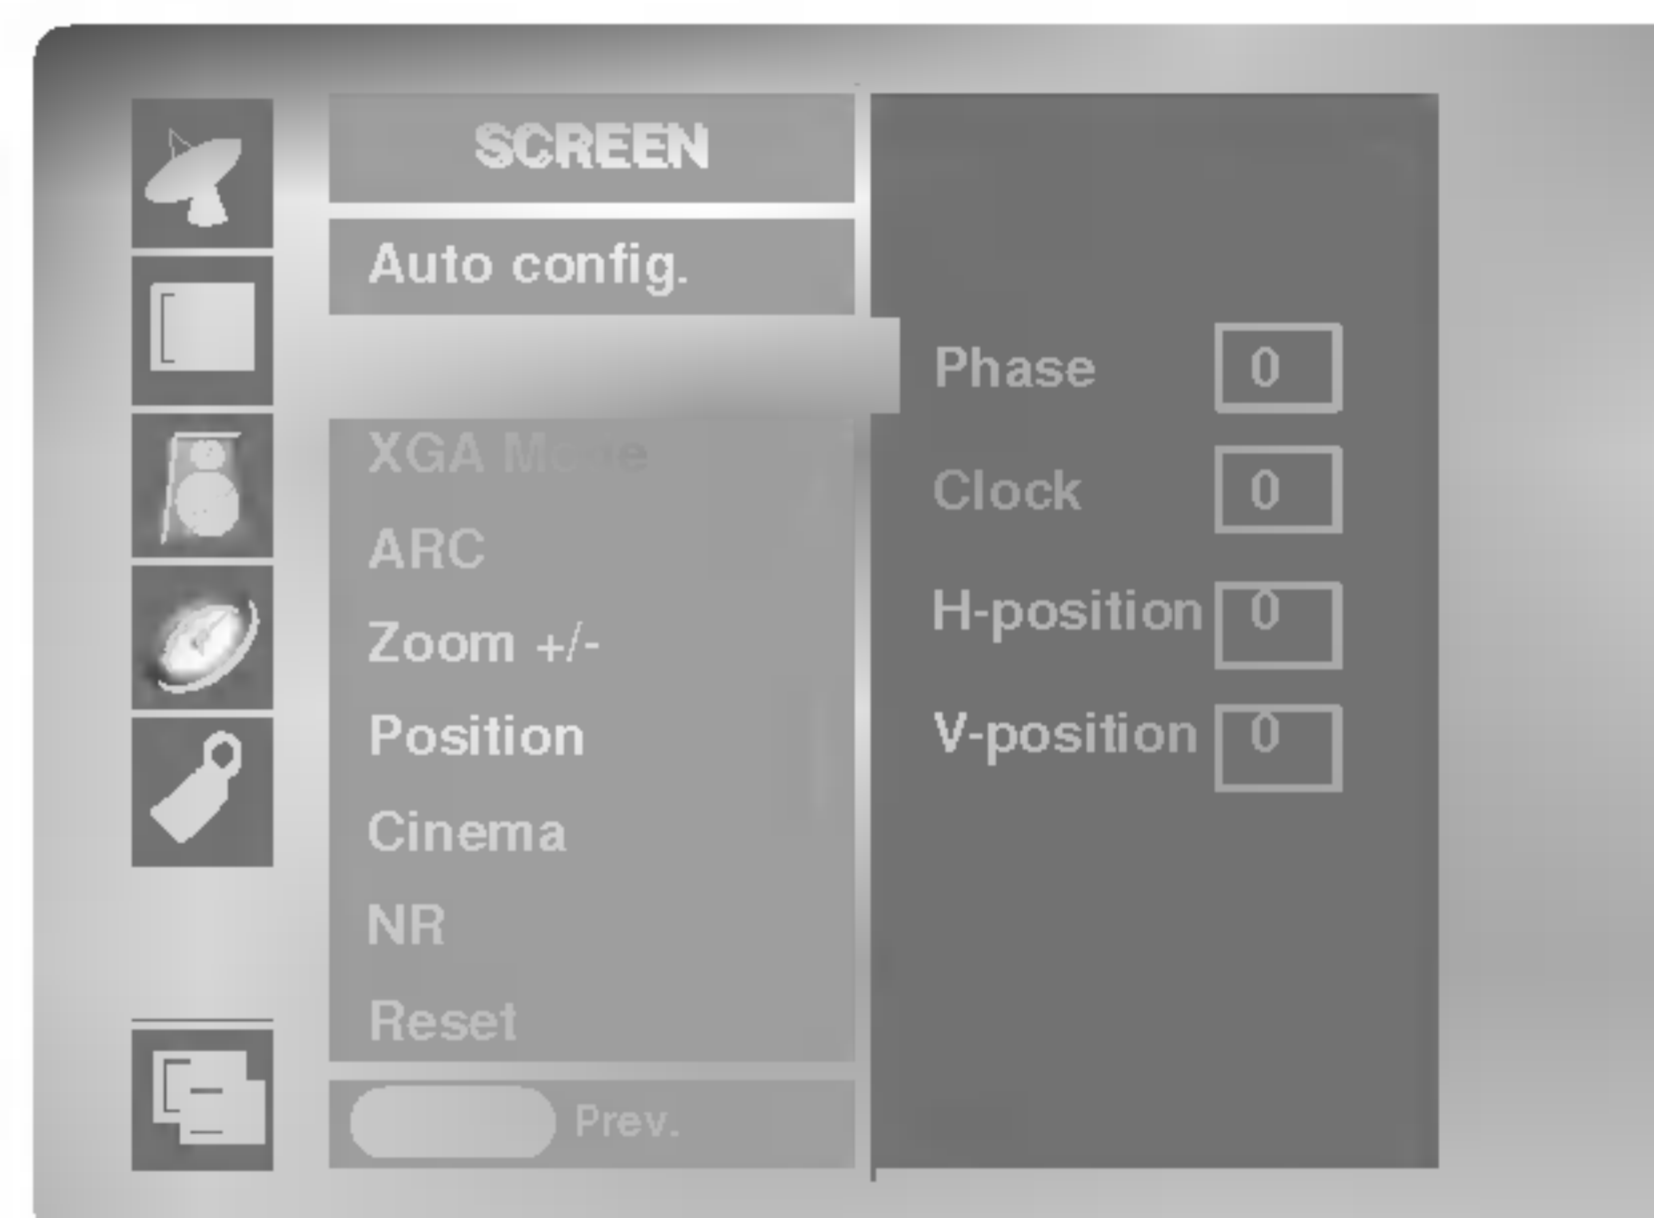 SCREEN
Auto config.
XGA Mode
ARC
Zoom +/-
Position
Cinema
NR
Reset
Prev.
Phase 0
Clock 0
H-position 0
V-position 0